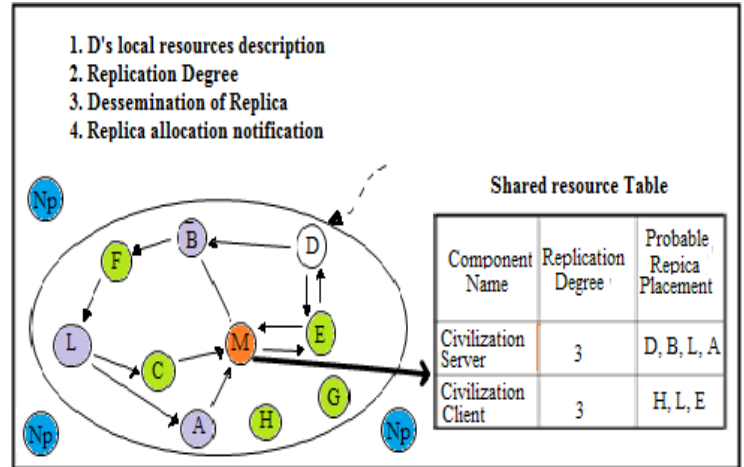 1. D's local resources description
2. Replication Degree
3. Dessemination of Replica
4. Replica allocation notification
Shared resource Table
Np
B
D
F
L
M
E
C
A
H
G
Np
Np
Component Name
Replication Degree
Probable Repica Placement
Civilization Server
3
D, B, L, A
Civilization Client
3
H, L, E